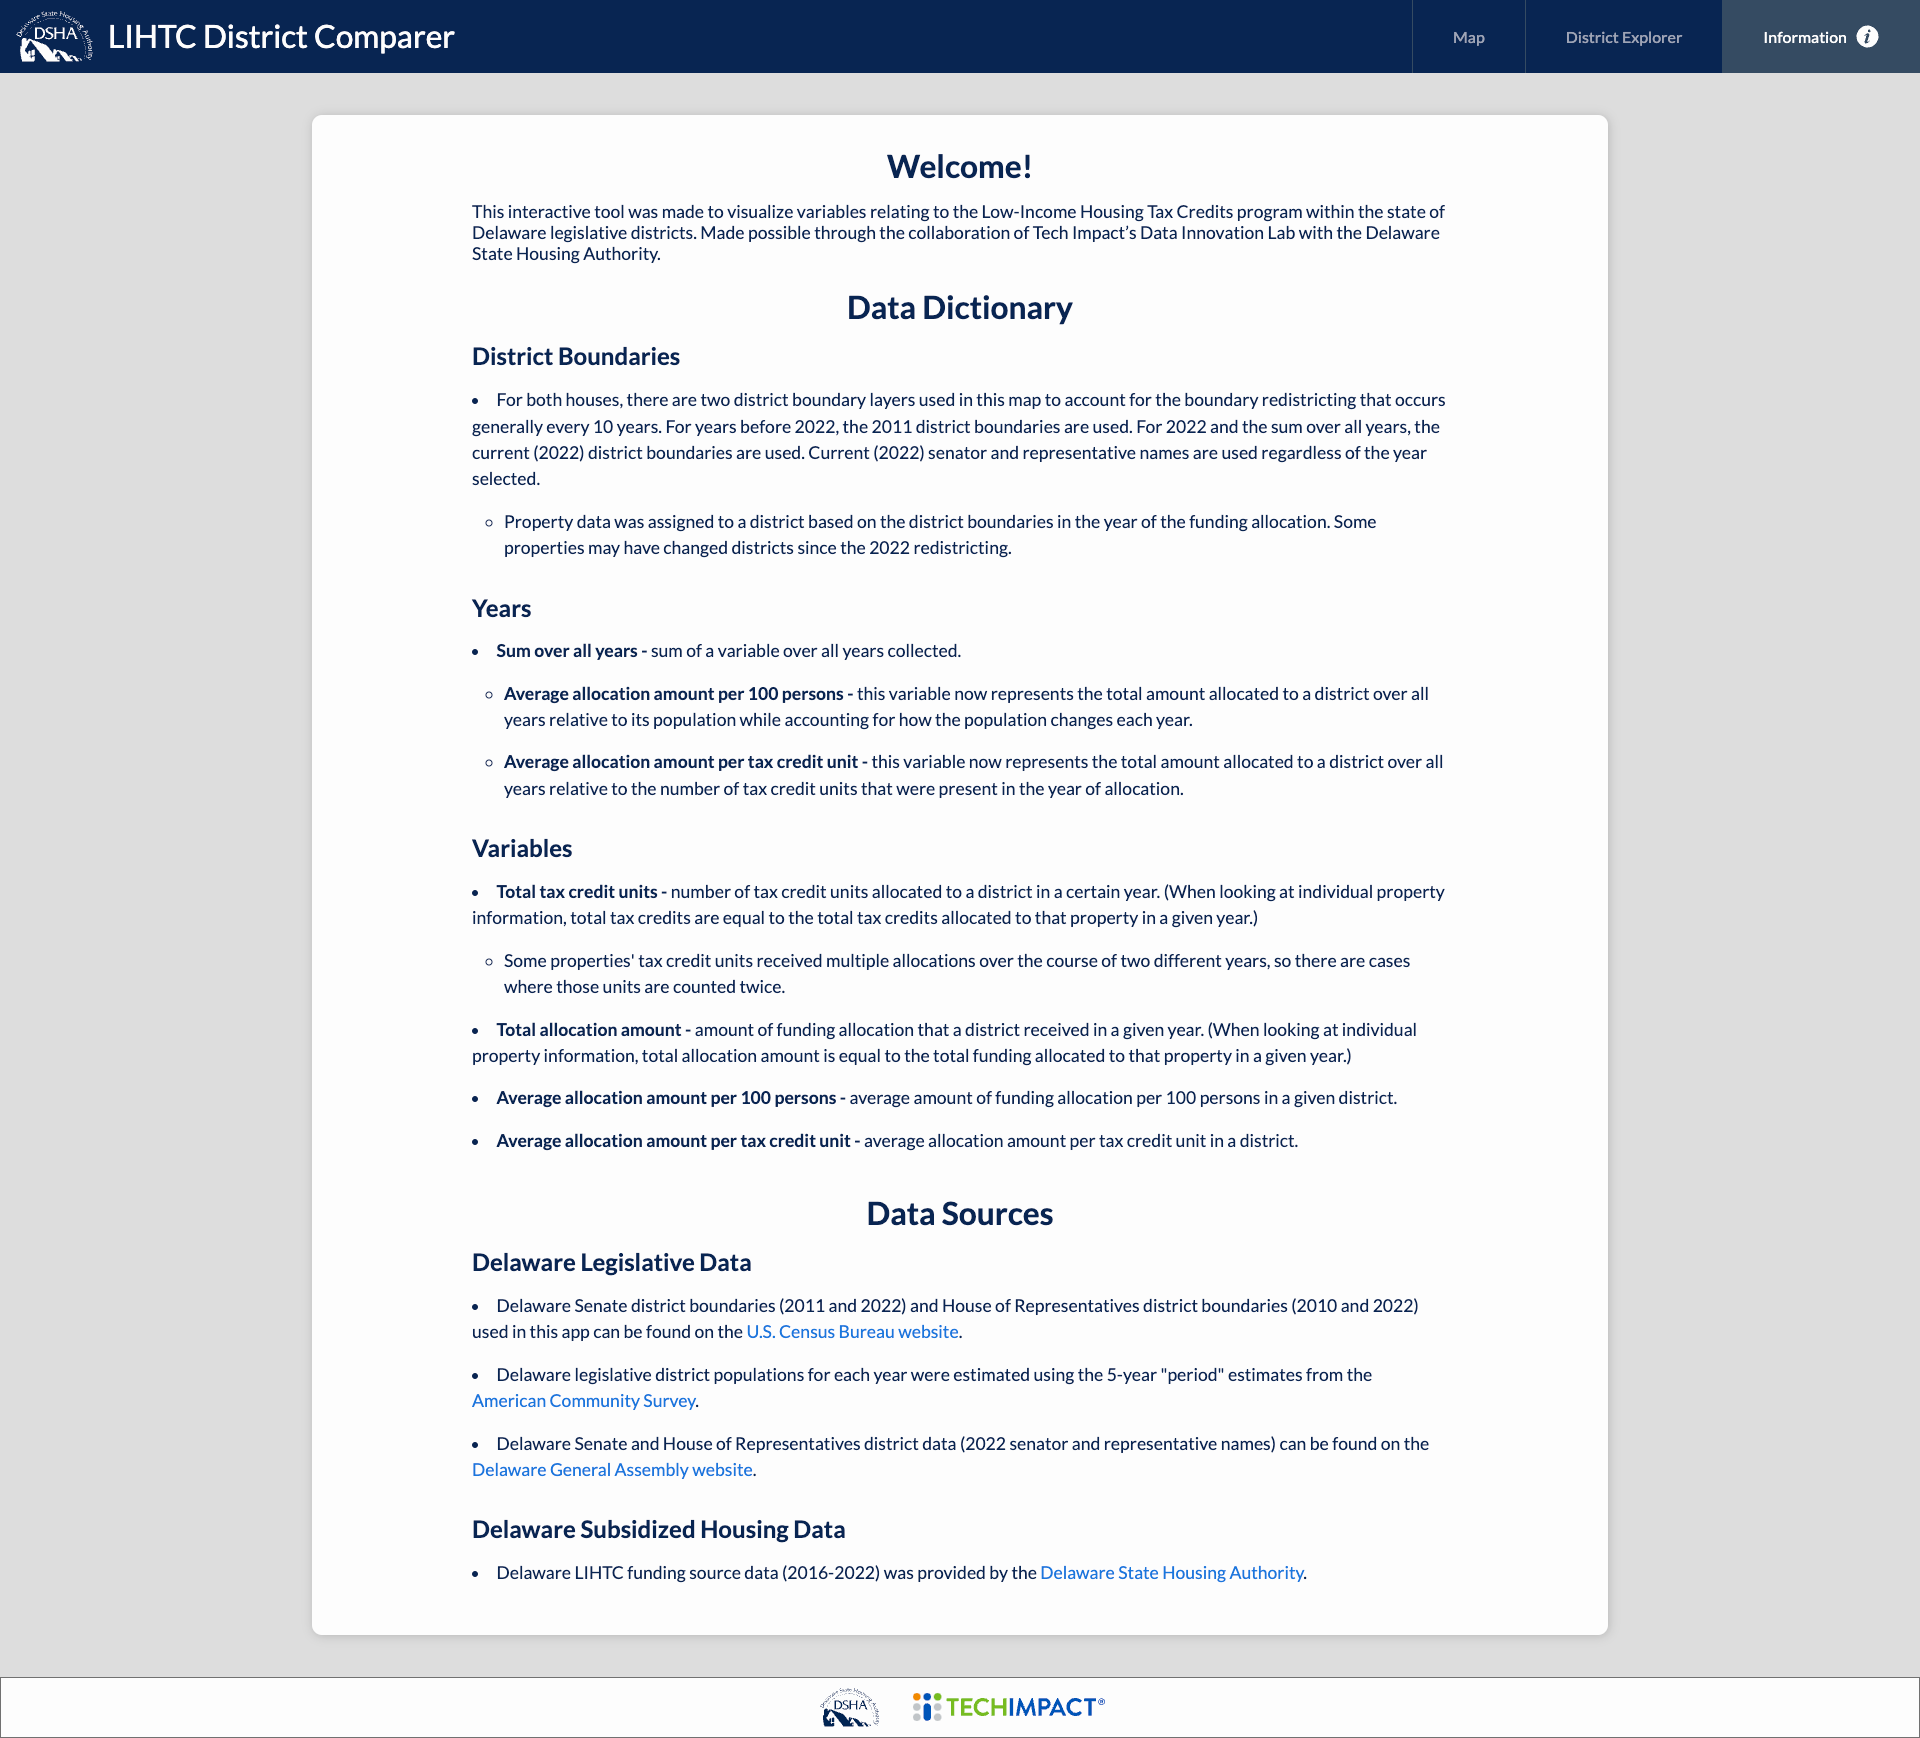 Delaware State Housing Authority
DSHA
LIHTC District Comparer
Map
District Explorer
Information
Welcome!
This interactive tool was made to visualize variables relating to the Low-Income Housing Tax Credits program within the state of
Delaware legislative districts. Made possible through the collaboration of Tech Impact’s Data Innovation Lab with the Delaware
State Housing Authority.
Data Dictionary
District Boundaries
• For both houses, there are two district boundary layers used in this map to account for the boundary redistricting that occurs
generally every 10 years. For years before 2022, the 2011 district boundaries are used. For 2022 and the sum over all years, the
current (2022) district boundaries are used. Current (2022) senator and representative names are used regardless of the year
selected.
◦ Property data was assigned to a district based on the district boundaries in the year of the funding allocation. Some
properties may have changed districts since the 2022 redistricting.
Years
• Sum over all years - sum of a variable over all years collected.
◦ Average allocation amount per 100 persons - this variable now represents the total amount allocated to a district over all
years relative to its population while accounting for how the population changes each year.
◦ Average allocation amount per tax credit unit - this variable now represents the total amount allocated to a district over all
years relative to the number of tax credit units that were present in the year of allocation.
Variables
• Total tax credit units - number of tax credit units allocated to a district in a certain year. (When looking at individual property
information, total tax credits are equal to the total tax credits allocated to that property in a given year.)
◦ Some properties' tax credit units received multiple allocations over the course of two different years, so there are cases
where those units are counted twice.
• Total allocation amount - amount of funding allocation that a district received in a given year. (When looking at individual
property information, total allocation amount is equal to the total funding allocated to that property in a given year.)
• Average allocation amount per 100 persons - average amount of funding allocation per 100 persons in a given district.
• Average allocation amount per tax credit unit - average allocation amount per tax credit unit in a district.
Data Sources
Delaware Legislative Data
• Delaware Senate district boundaries (2011 and 2022) and House of Representatives district boundaries (2010 and 2022)
used in this app can be found on the U.S. Census Bureau website.
• Delaware legislative district populations for each year were estimated using the 5-year "period" estimates from the
American Community Survey.
• Delaware Senate and House of Representatives district data (2022 senator and representative names) can be found on the
Delaware General Assembly website.
Delaware Subsidized Housing Data
• Delaware LIHTC funding source data (2016-2022) was provided by the Delaware State Housing Authority.
Delaware State Housing Authority
DSHA
TECHIMPACT®